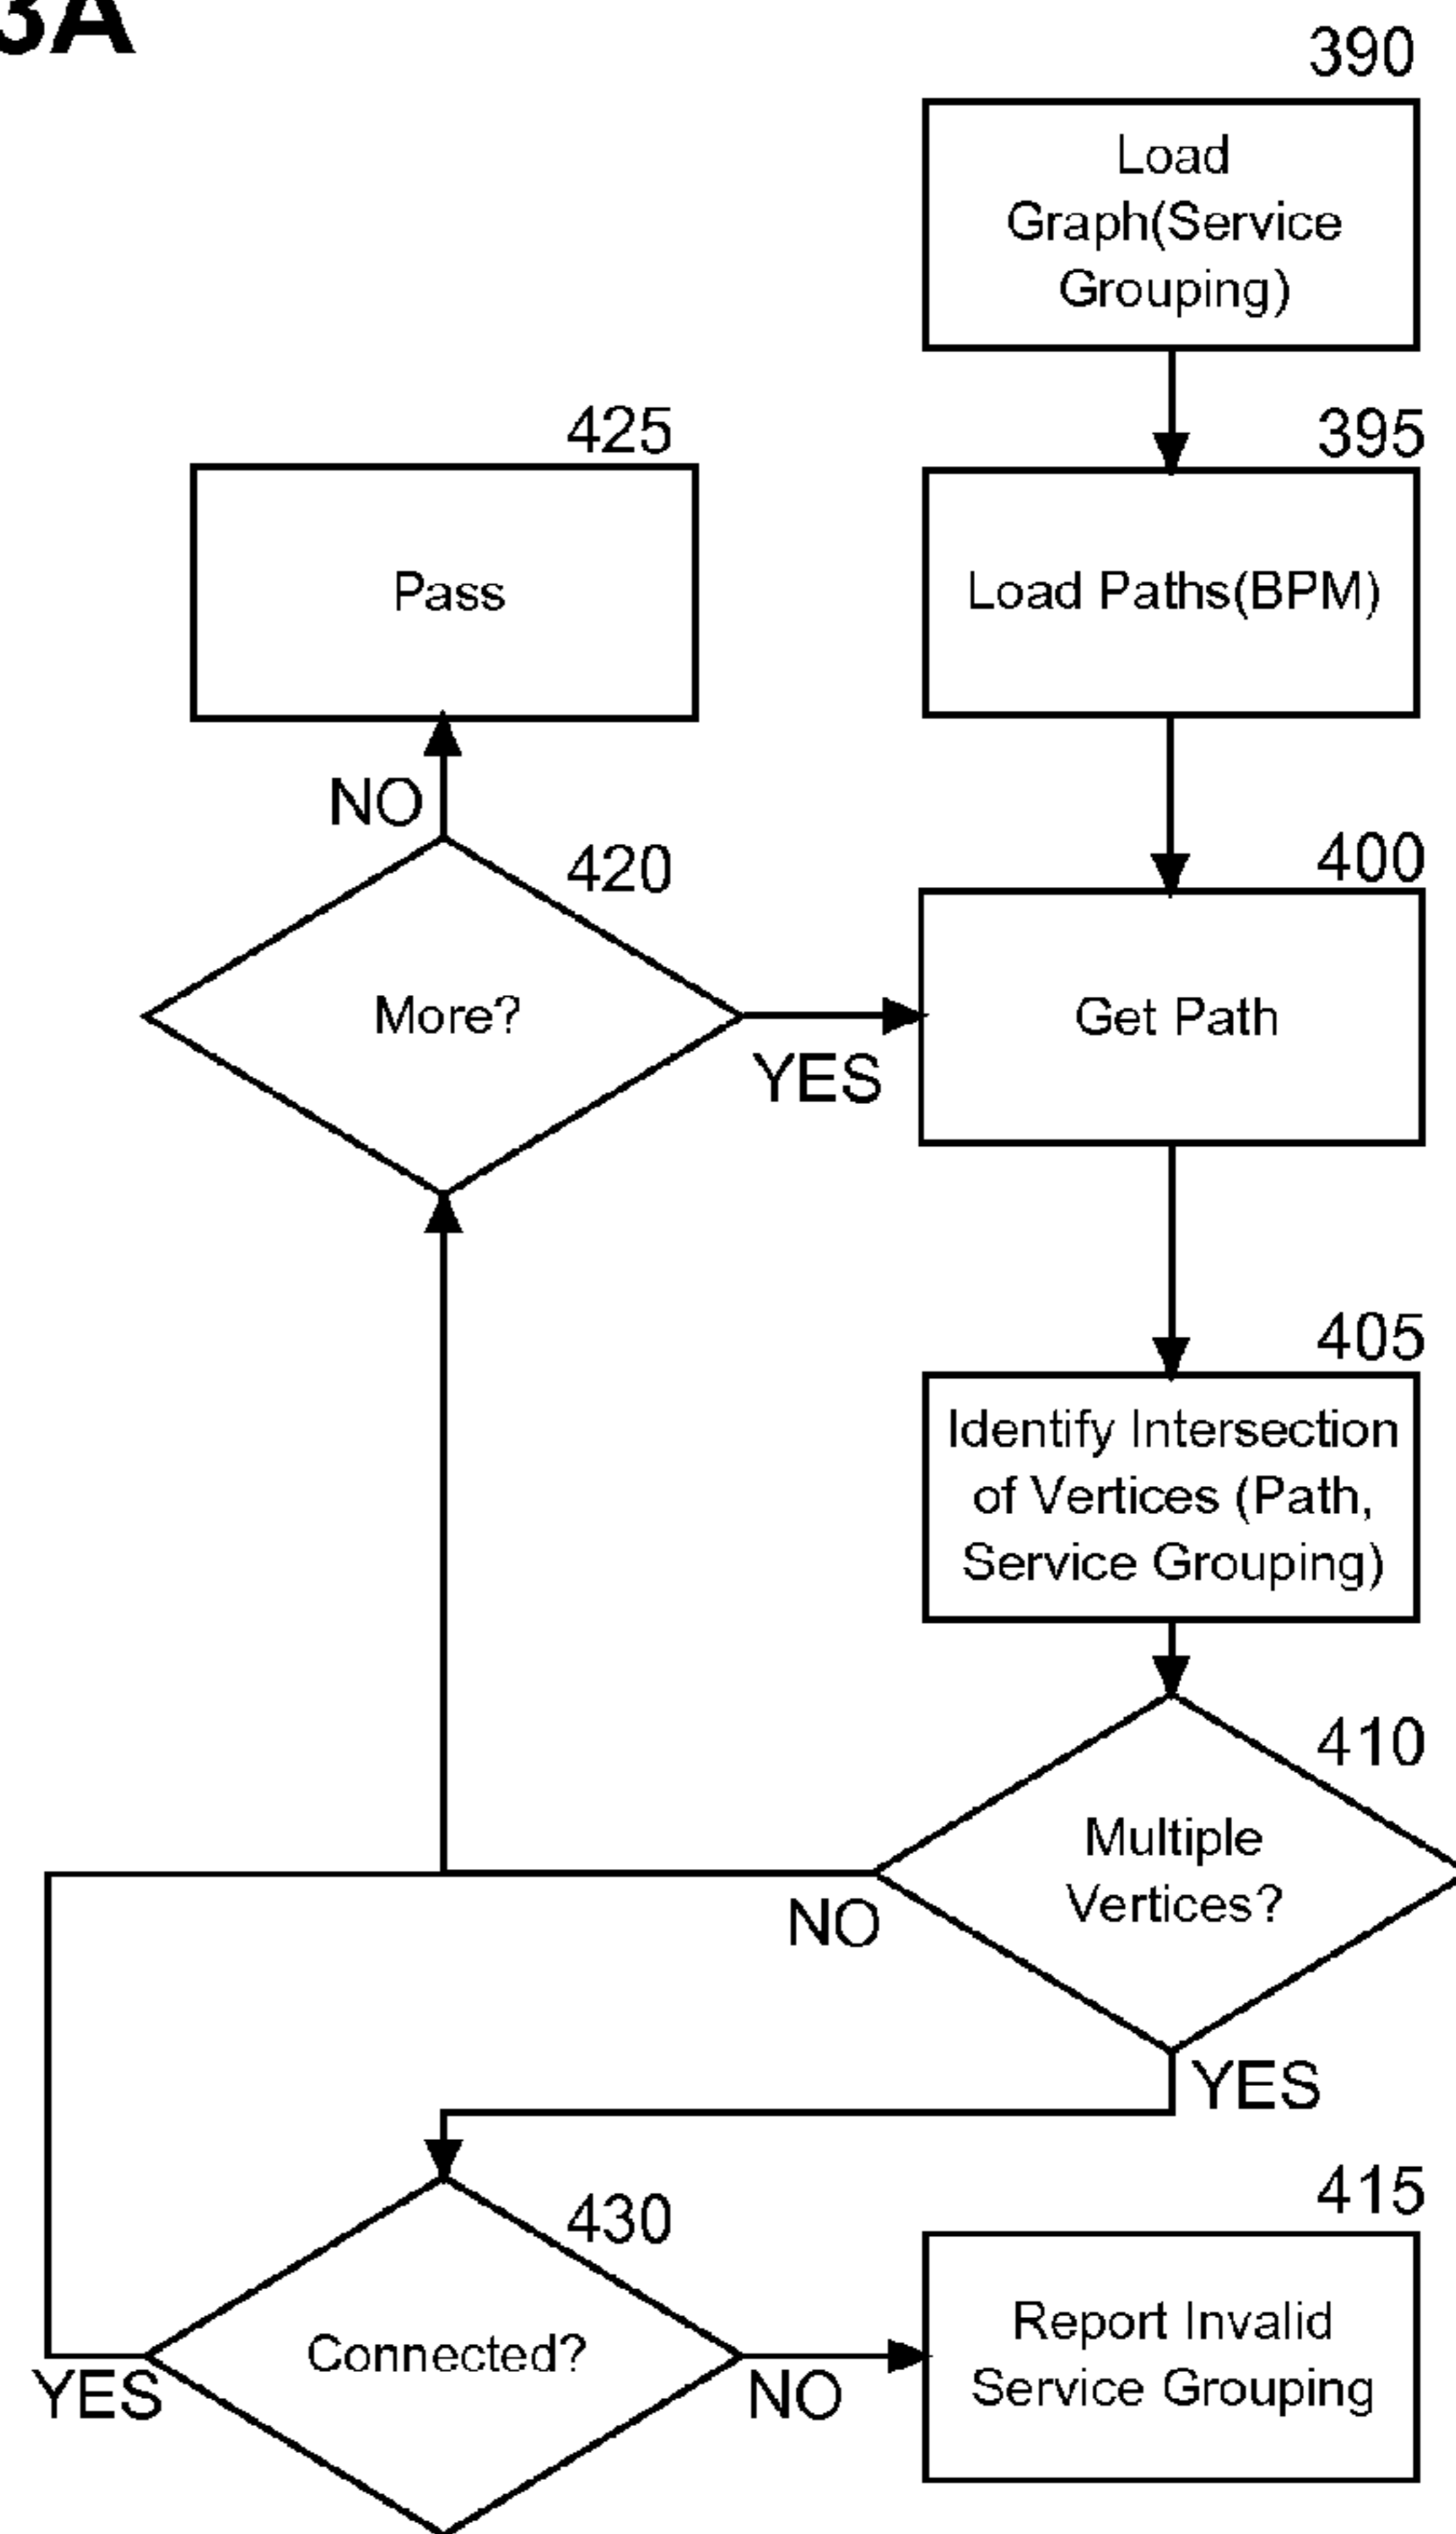 3A
390
Load
Graph(Service
Grouping)
395
Load Paths(BPM)
425
Pass
NO
420
More?
YES
400
Get Path
405
Identify Intersection
of Vertices (Path,
Service Grouping)
410
Multiple
Vertices?
NO
YES
430
Connected?
YES
NO
415
Report Invalid
Service Grouping